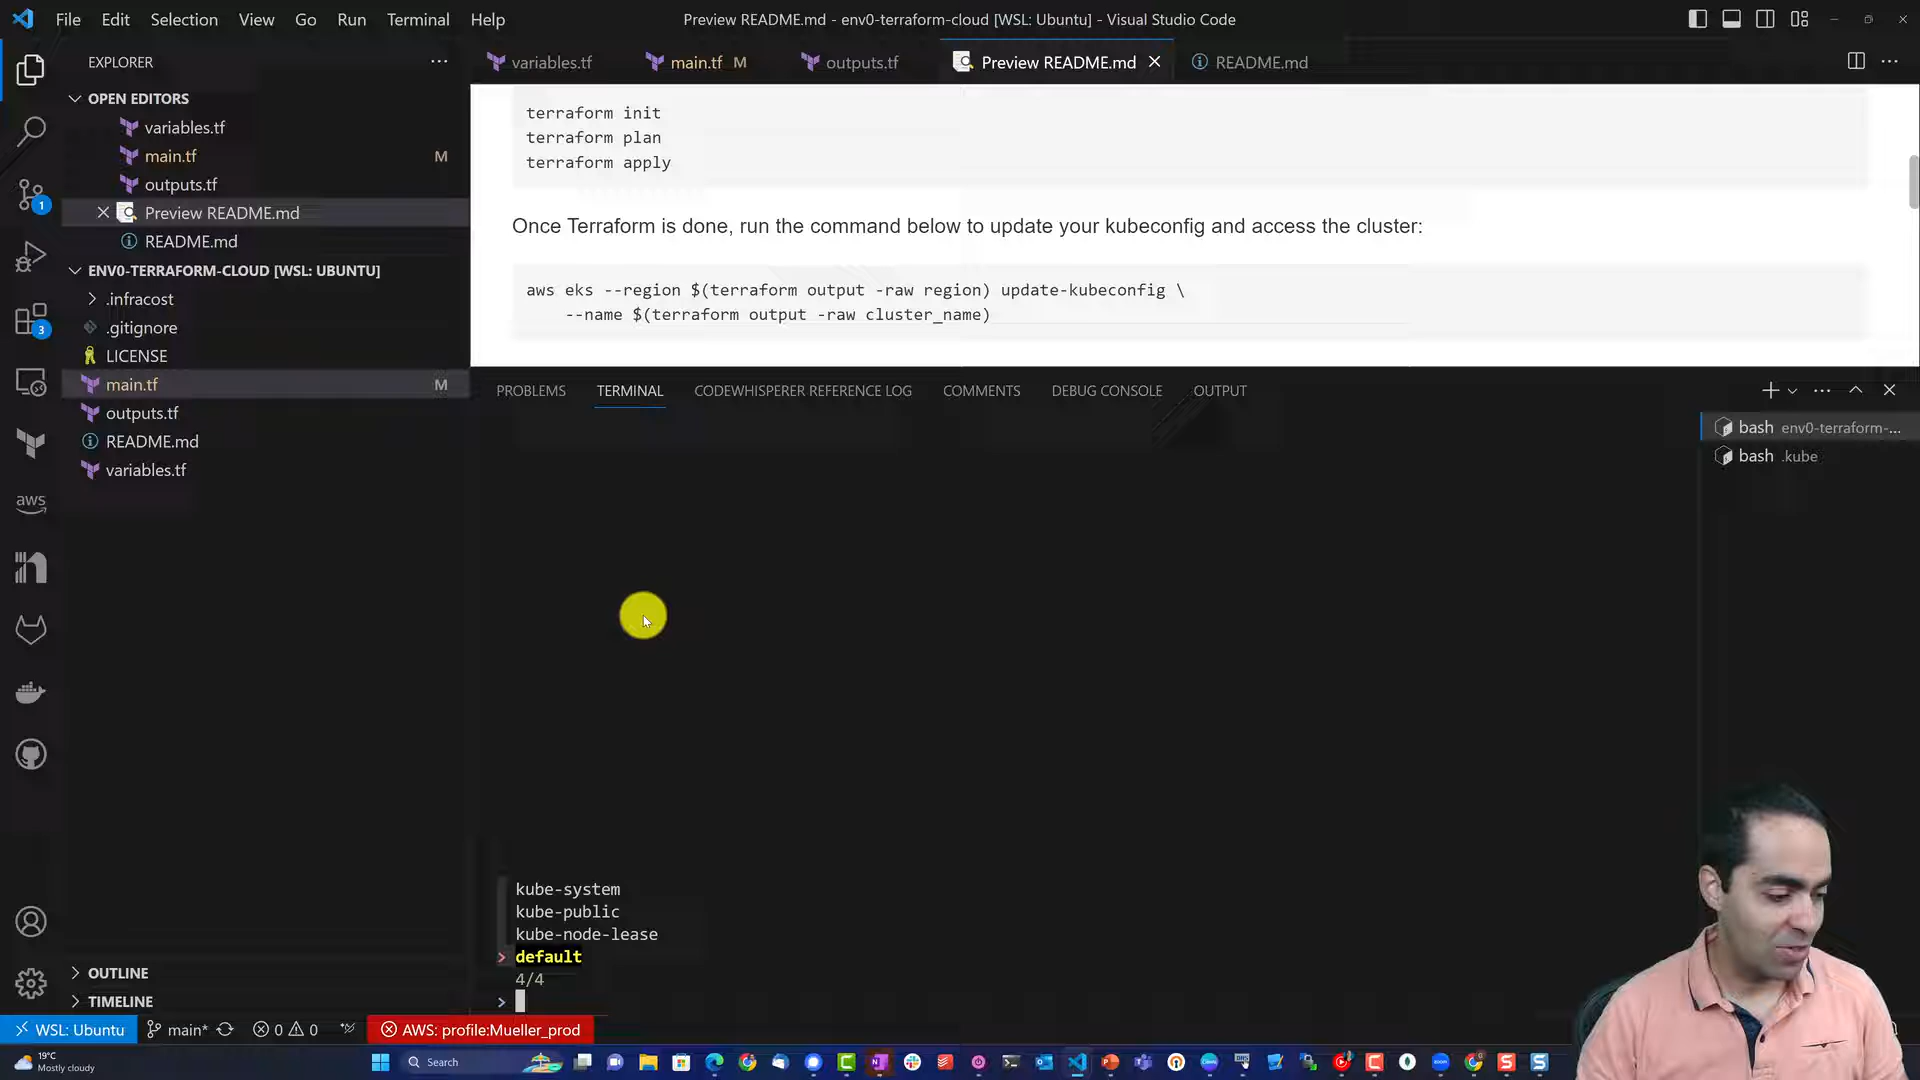 File Edit Selection View Go Run Terminal Help
Preview README.md - env0-terraform-cloud [WSL: Ubuntu] - Visual Studio Code
EXPLORER
OPEN EDITORS
variables.tf
main.tf M
outputs.tf
Preview README.md
README.md
ENV0-TERRAFORM-CLOUD [WSL: UBUNTU]
.infracost
.gitignore
LICENSE
main.tf M
outputs.tf
README.md
variables.tf
OUTLINE
TIMELINE
1
3
aws
variables.tf main.tf M outputs.tf Preview README.md README.md
terraform init
terraform plan
terraform apply
Once Terraform is done, run the command below to update your kubeconfig and access the cluster:
aws eks --region $(terraform output -raw region) update-kubeconfig \
--name $(terraform output -raw cluster_name)
PROBLEMS TERMINAL CODEWHISPERER REFERENCE LOG COMMENTS DEBUG CONSOLE OUTPUT
bash env0-terraform-...
bash .kube
kube-system
kube-public
kube-node-lease
> default
4/4
>
WSL: Ubuntu main* 0 0 AWS: profile:Mueller_prod
19°C
Mostly cloudy
Search